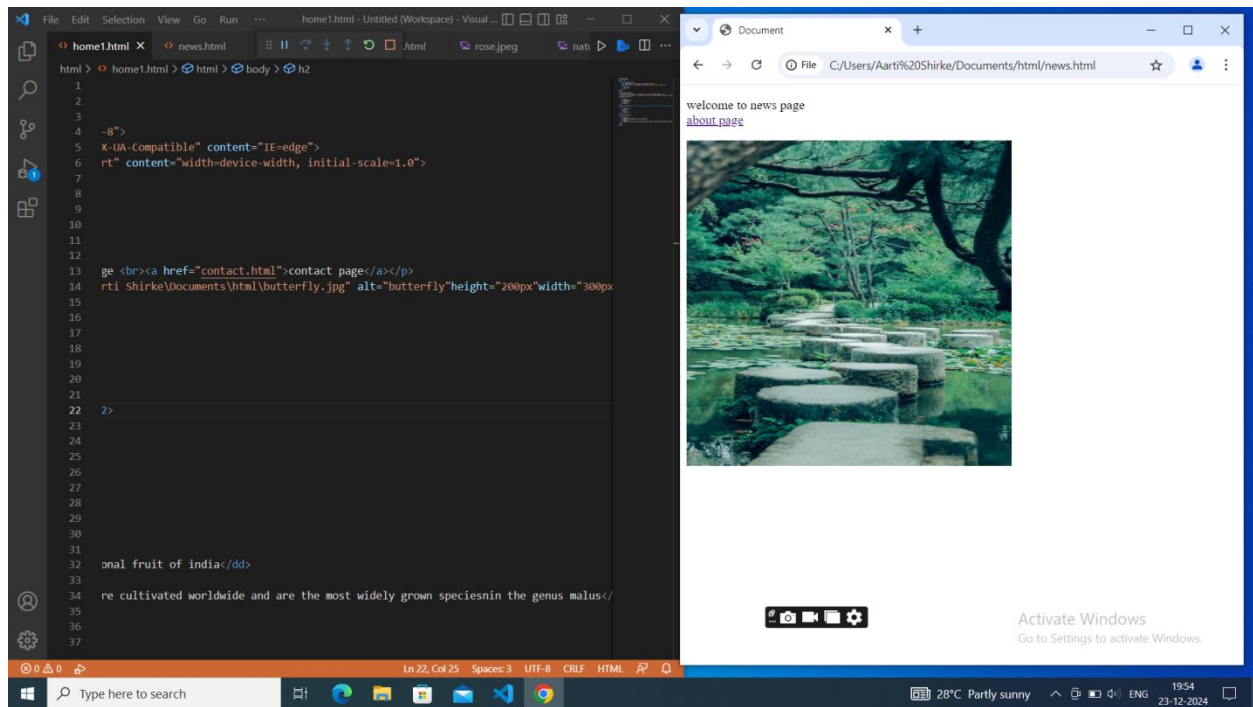 File Edit Selection View Go Run ··· home1.html - Untitled (Workspace) - Visual ...
home1.html news.html .html rose.jpeg nati
html > home1.html > html > body > h2
1
2
3
4 -8">
5 X-UA-Compatible" content="IE=edge">
6 rt" content="width=device-width, initial-scale=1.0">
7
8
9
10
11
12
13 ge <br><a href="contact.html">contact page</a></p>
14 rti Shirke\Documents\html\butterfly.jpg" alt="butterfly"height="200px"width="300px
15
16
17
18
19
20
21
22 2>
23
24
25
26
27
28
29
30
31
32 onal fruit of india</dd>
33
34 re cultivated worldwide and are the most widely grown speciesnin the genus malus</
35
36
37
1
0 0 Ln 22, Col 25 Spaces: 3 UTF-8 CRLF HTML
Document
File C:/Users/Aarti%20Shirke/Documents/html/news.html
welcome to news page
about page
Activate Windows
Go to Settings to activate Windows.
Type here to search 28°C Partly sunny ENG 19:54
23-12-2024